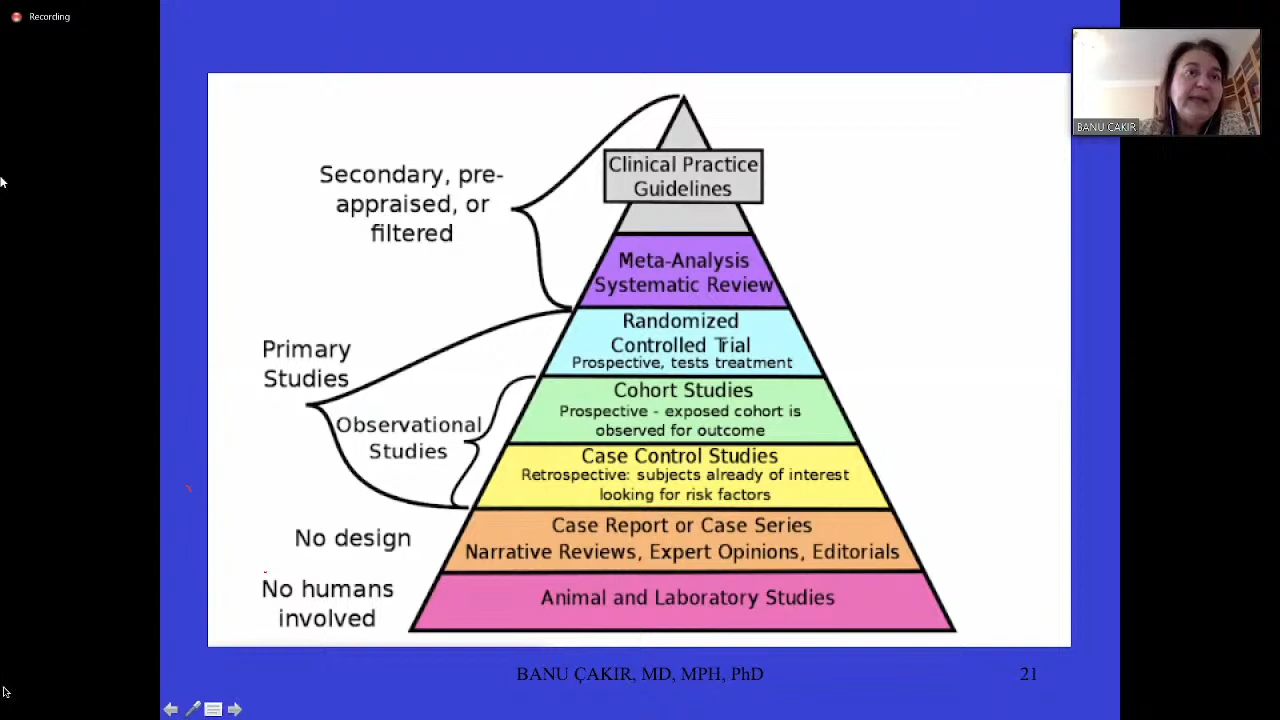 Recording
BANU CAKIR
Clinical Practice
Guidelines
Secondary, pre-
appraised, or
filtered
Meta-Analysis
Systematic Review
Randomized
Controlled Trial
Prospective, tests treatment
Primary
Studies
Cohort Studies
Prospective - exposed cohort is
observed for outcome
Observational
Studies
Case Control Studies
Retrospective: subjects already of interest
looking for risk factors
No design
Case Report or Case Series
Narrative Reviews, Expert Opinions, Editorials
No humans
involved
Animal and Laboratory Studies
BANU ÇAKIR, MD, MPH, PhD
21